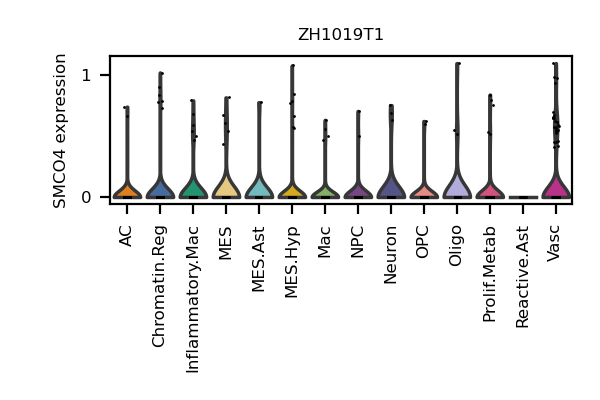 ZH1019T1
SMCO4 expression
1
0
AC
Chromatin.Reg
Inflammatory.Mac
MES
MES.Ast
MES.Hyp
Mac
NPC
Neuron
OPC
Oligo
Prolif.Metab
Reactive.Ast
Vasc